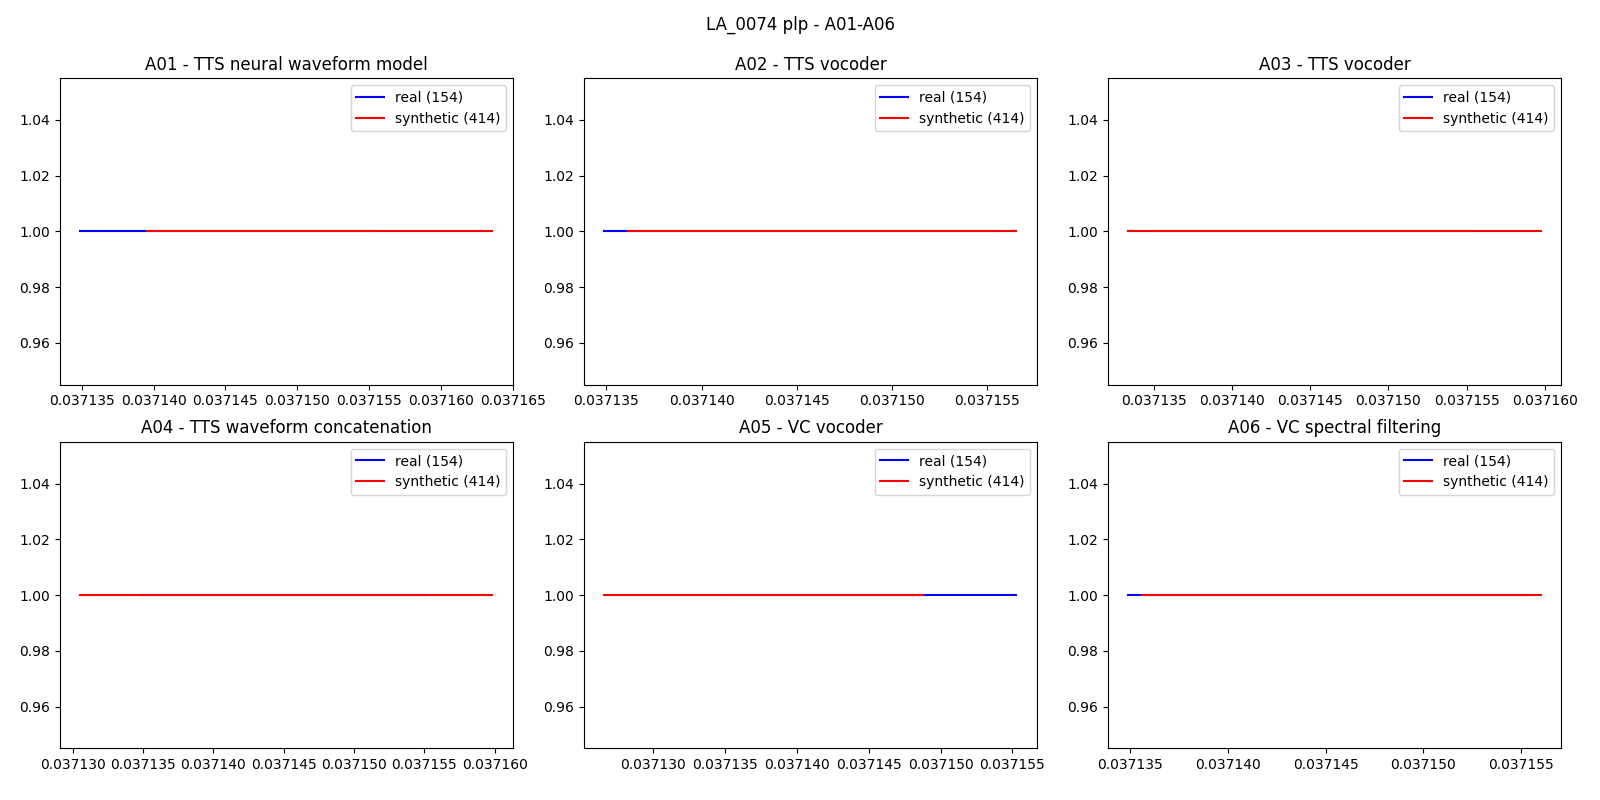 LA_0074 plp - A01-A06
A01 - TTS neural waveform model
real (154)
synthetic (414)
1.04
1.02
1.00
0.98
0.96
0.037135 0.037140 0.037145 0.037150 0.037155 0.037160 0.037165
A02 - TTS vocoder
real (154)
synthetic (414)
1.04
1.02
1.00
0.98
0.96
0.037135 0.037140 0.037145 0.037150 0.037155
A03 - TTS vocoder
real (154)
synthetic (414)
1.04
1.02
1.00
0.98
0.96
0.037135 0.037140 0.037145 0.037150 0.037155 0.037160
A04 - TTS waveform concatenation
real (154)
synthetic (414)
1.04
1.02
1.00
0.98
0.96
0.037130 0.037135 0.037140 0.037145 0.037150 0.037155 0.037160
A05 - VC vocoder
real (154)
synthetic (414)
1.04
1.02
1.00
0.98
0.96
0.037130 0.037135 0.037140 0.037145 0.037150 0.037155
A06 - VC spectral filtering
real (154)
synthetic (414)
1.04
1.02
1.00
0.98
0.96
0.037135 0.037140 0.037145 0.037150 0.037155